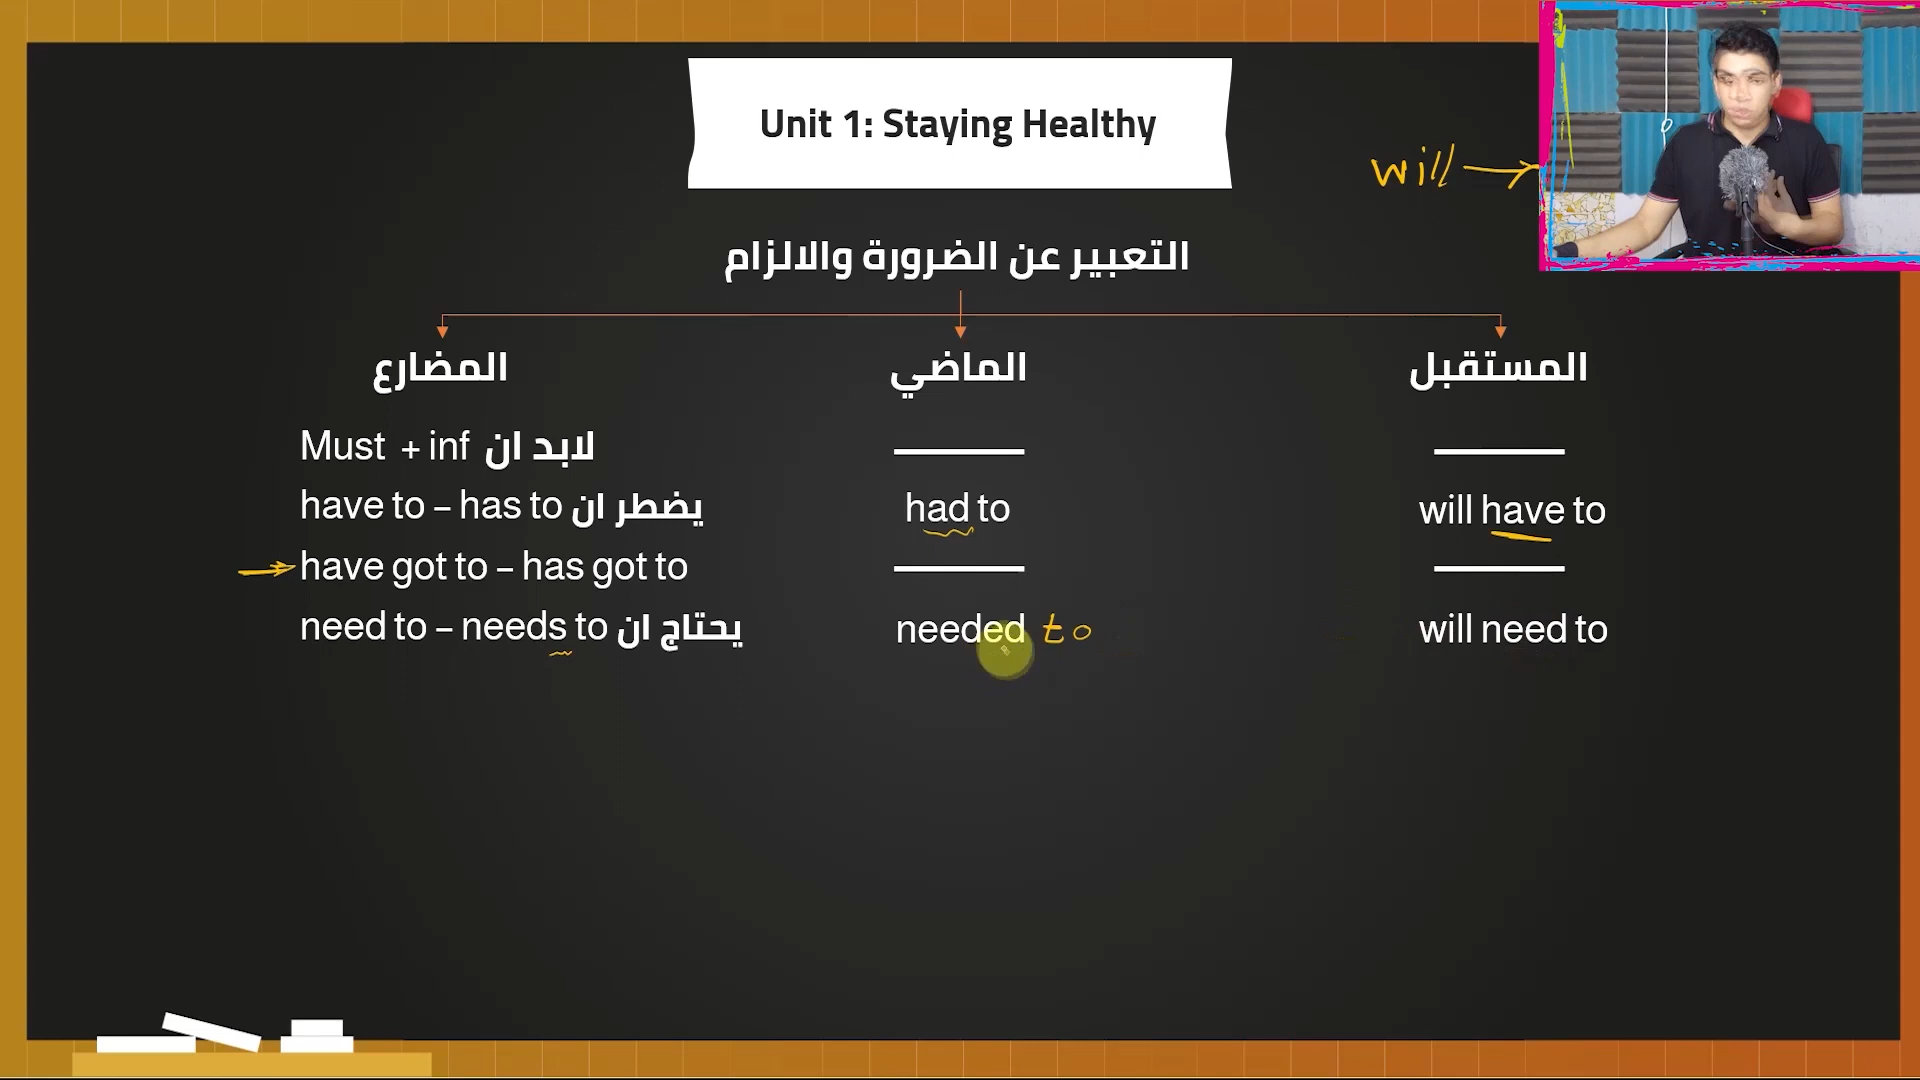 Unit 1: Staying Healthy
will
التعبير عن الضرورة والالزام
المضارع
الماضي
المستقبل
Must + inf لابد ان
have to – has to يضطر ان
had to
will have to
have got to – has got to
need to – needs to يحتاج ان
needed to
will need to